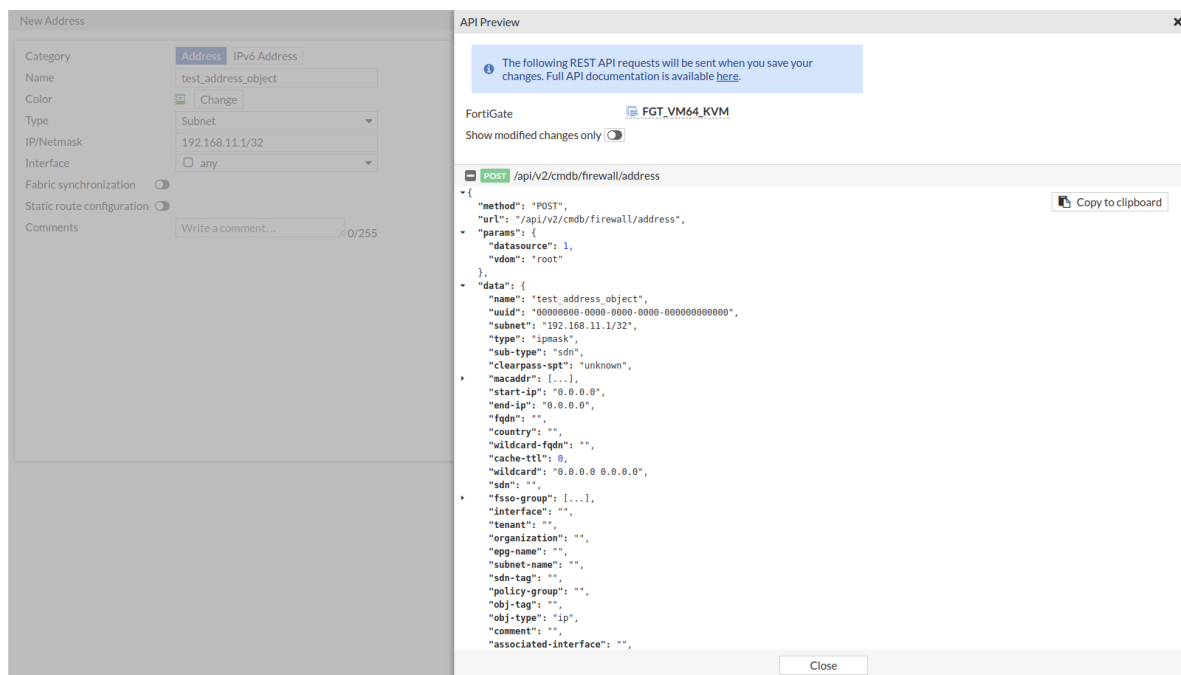 New Address
Category
Address IPv6 Address
Name
test_address_object
Color
Change
Type
Subnet
IP/Netmask
192.168.11.1/32
Interface
any
Fabric synchronization
Static route configuration
Comments
Write a comment...
0/255
API Preview
The following REST API requests will be sent when you save your
changes. Full API documentation is available here.
FortiGate
FGT_VM64_KVM
Show modified changes only
POST /api/v2/cmdb/firewall/address
Copy to clipboard
{
"method": "POST",
"url": "/api/v2/cmdb/firewall/address",
"params": {
"datasource": 1,
"vdom": "root"
},
"data": {
"name": "test_address_object",
"uuid": "00000000-0000-0000-0000-000000000000",
"subnet": "192.168.11.1/32",
"type": "ipmask",
"sub-type": "sdn",
"clearpass-spt": "unknown",
"macaddr": [...],
"start-ip": "0.0.0.0",
"end-ip": "0.0.0.0",
"fqdn": "",
"country": "",
"wildcard-fqdn": "",
"cache-ttl": 0,
"wildcard": "0.0.0.0 0.0.0.0",
"sdn": "",
"fsso-group": [...],
"interface": "",
"tenant": "",
"organization": "",
"epg-name": "",
"subnet-name": "",
"sdn-tag": "",
"policy-group": "",
"obj-tag": "",
"obj-type": "ip",
"comment": "",
"associated-interface": "",
Close